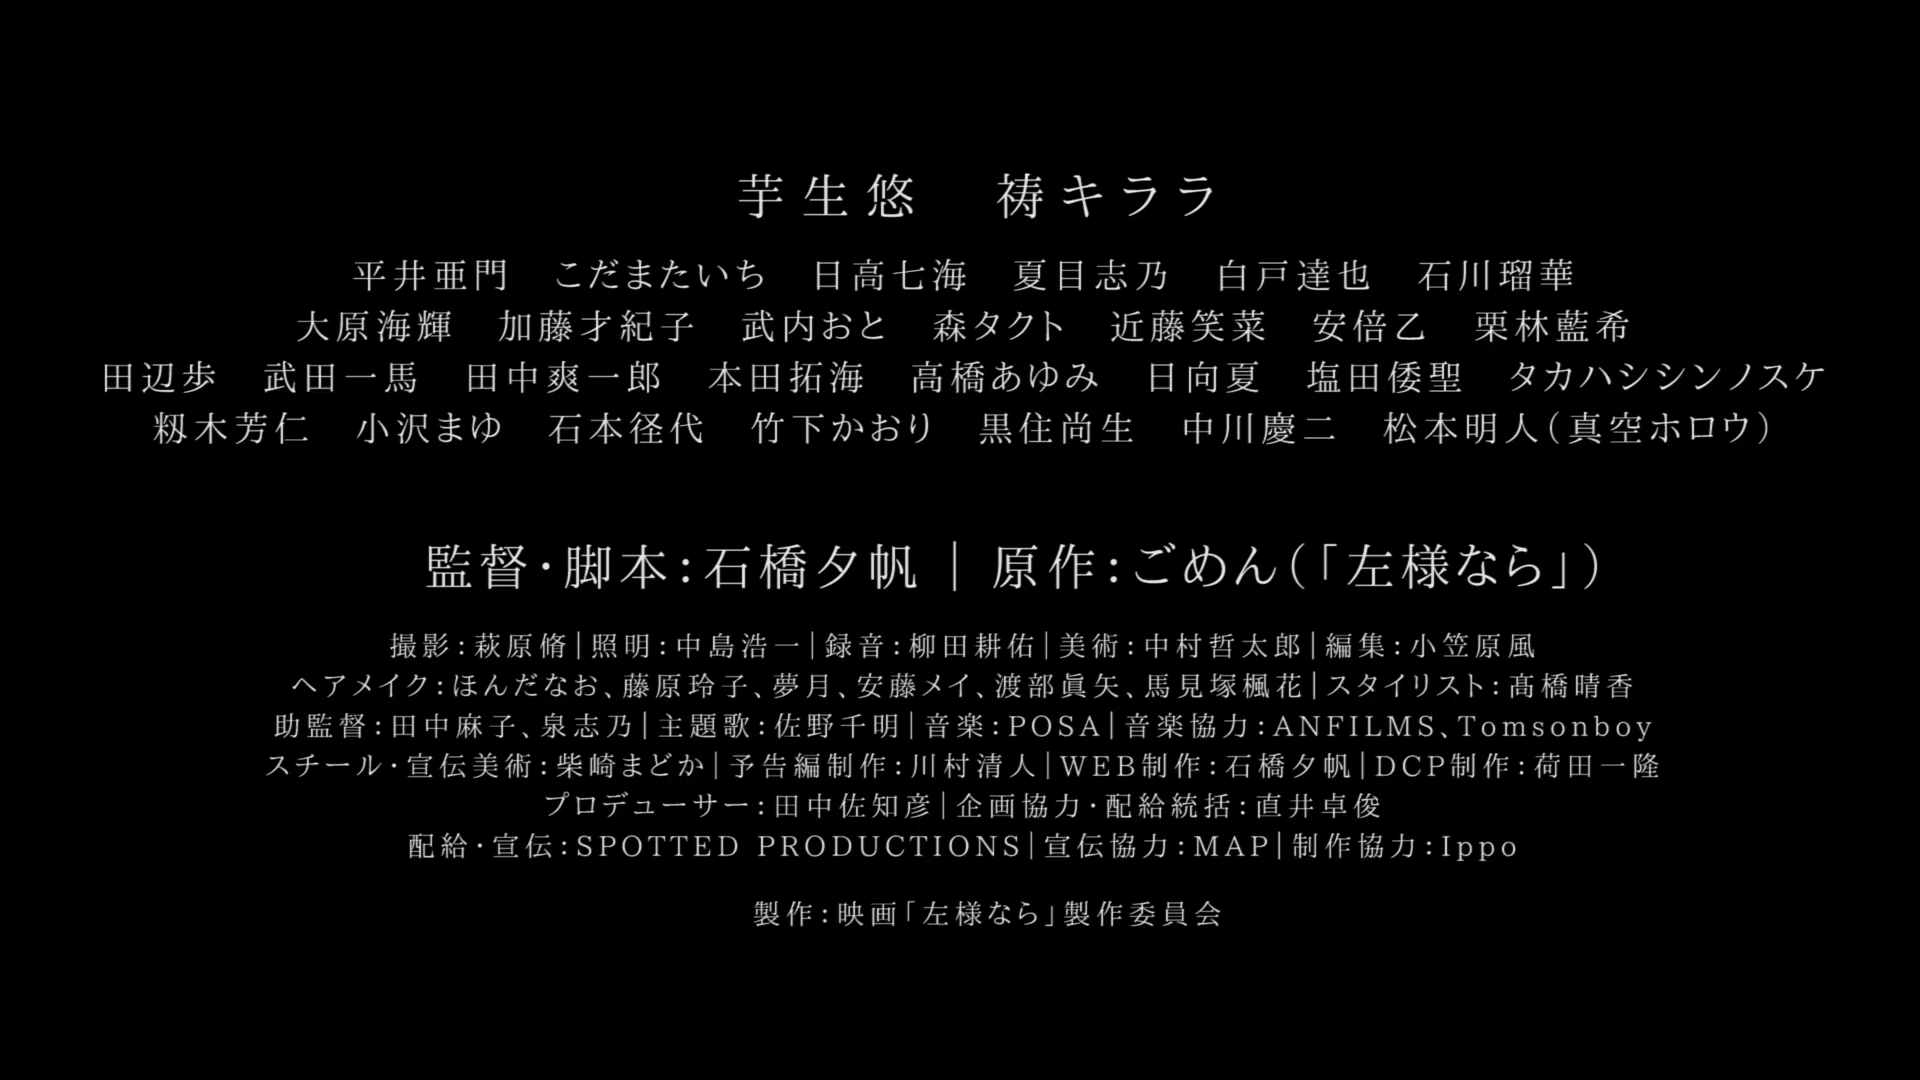 芋生悠　祷キララ
平井亜門　こだまたいち　日高七海　夏目志乃　白戸達也　石川瑠華
大原海輝　加藤才紀子　武内おと　森タクト　近藤笑菜　安倍乙　栗林藍希
田辺歩　武田一馬　田中爽一郎　本田拓海　高橋あゆみ　日向夏　塩田倭聖　タカハシシンノスケ
籾木芳仁　小沢まゆ　石本径代　竹下かおり　黒住尚生　中川慶二　松本明人(真空ホロウ)
監督・脚本:石橋夕帆｜原作:ごめん(「左様なら」)
撮影:萩原脩|照明:中島浩一|録音:柳田耕佑|美術:中村哲太郎|編集:小笠原風
ヘアメイク:ほんだなお、藤原玲子、夢月、安藤メイ、渡部眞矢、馬見塚楓花|スタイリスト:髙橋晴香
助監督:田中麻子、泉志乃|主題歌:佐野千明|音楽:POSA|音楽協力:ANFILMS、Tomsonboy
スチール・宣伝美術:柴崎まどか|予告編制作:川村清人|WEB制作:石橋夕帆|DCP制作:荷田一隆
プロデューサー:田中佐知彦|企画協力・配給統括:直井卓俊
配給・宣伝:SPOTTED PRODUCTIONS|宣伝協力:MAP|制作協力:Ippo
製作:映画「左様なら」製作委員会